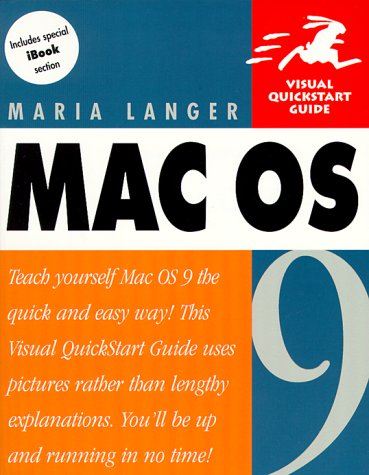 Includes special
iBook
section
VISUAL
QUICKSTART
GUIDE
MARIA LANGER
MAC OS
9
Teach yourself Mac OS 9 the
quick and easy way! This
Visual QuickStart Guide uses
pictures rather than lengthy
explanations. You'll be up
and running in no time!